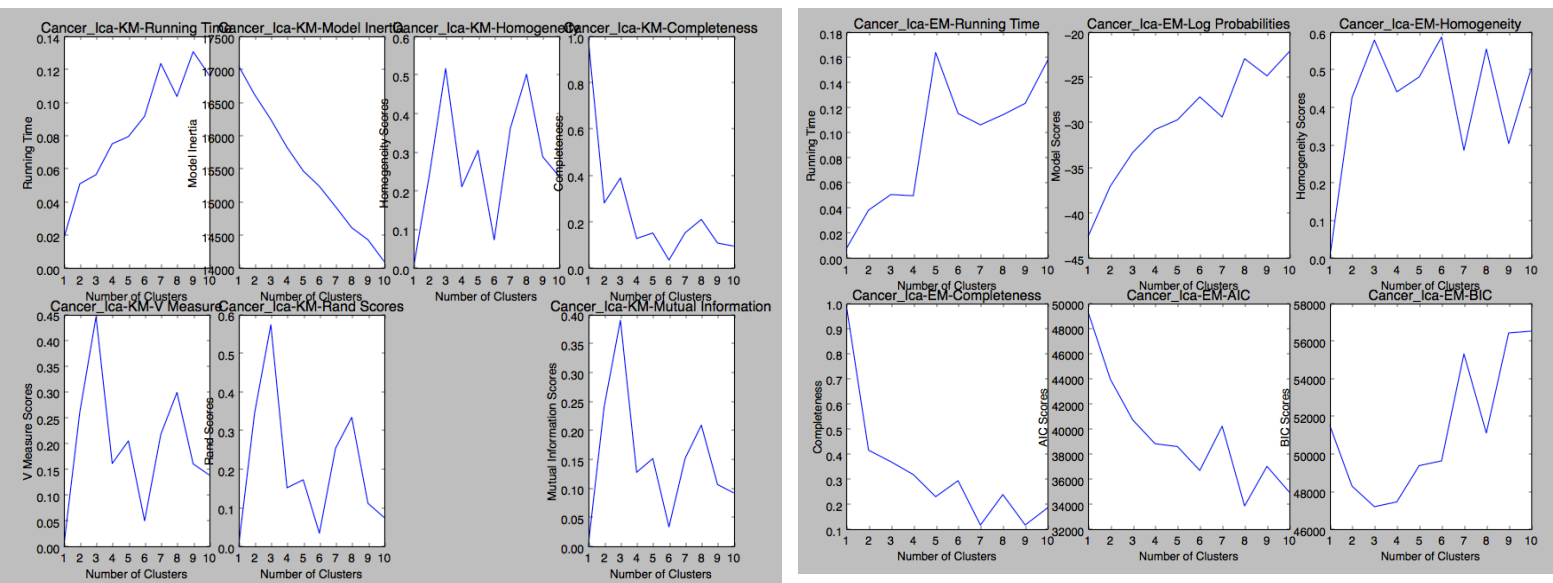 Cancer_Ica-KM-Running Time
Cancer_Ica-KM-Model Inertia
Cancer_Ica-KM-Homogeneity
Cancer_Ica-KM-Completeness
Running Time
0.14
0.12
0.10
0.08
0.06
0.04
0.02
0.00
1 2 3 4 5 6 7 8 9 10
Number of Clusters
Model Inertia
17500
17000
16500
16000
15500
15000
14500
14000
1 2 3 4 5 6 7 8 9 10
Number of Clusters
Homogeneity Scores
0.6
0.5
0.4
0.3
0.2
0.1
0.0
1 2 3 4 5 6 7 8 9 10
Number of Clusters
Completeness
1.0
0.8
0.6
0.4
0.2
0.0
1 2 3 4 5 6 7 8 9 10
Number of Clusters
Cancer_Ica-KM-V Measure
Cancer_Ica-KM-Rand Scores
Cancer_Ica-KM-Mutual Information
V Measure Scores
0.45
0.40
0.35
0.30
0.25
0.20
0.15
0.10
0.05
0.00
1 2 3 4 5 6 7 8 9 10
Number of Clusters
Rand Scores
0.6
0.5
0.4
0.3
0.2
0.1
0.0
1 2 3 4 5 6 7 8 9 10
Number of Clusters
Mutual Information Scores
0.40
0.35
0.30
0.25
0.20
0.15
0.10
0.05
0.00
1 2 3 4 5 6 7 8 9 10
Number of Clusters
Cancer_Ica-EM-Running Time
Cancer_Ica-EM-Log Probabilities
Cancer_Ica-EM-Homogeneity
Running Time
0.18
0.16
0.14
0.12
0.10
0.08
0.06
0.04
0.02
0.00
1 2 3 4 5 6 7 8 9 10
Number of Clusters
Model Scores
−20
−25
−30
−35
−40
−45
1 2 3 4 5 6 7 8 9 10
Number of Clusters
Homogeneity Scores
0.6
0.5
0.4
0.3
0.2
0.1
0.0
1 2 3 4 5 6 7 8 9 10
Number of Clusters
Cancer_Ica-EM-Completeness
Cancer_Ica-EM-AIC
Cancer_Ica-EM-BIC
Completeness
1.0
0.9
0.8
0.7
0.6
0.5
0.4
0.3
0.2
0.1
1 2 3 4 5 6 7 8 9 10
Number of Clusters
AIC Scores
50000
48000
46000
44000
42000
40000
38000
36000
34000
32000
1 2 3 4 5 6 7 8 9 10
Number of Clusters
BIC Scores
58000
56000
54000
52000
50000
48000
46000
1 2 3 4 5 6 7 8 9 10
Number of Clusters